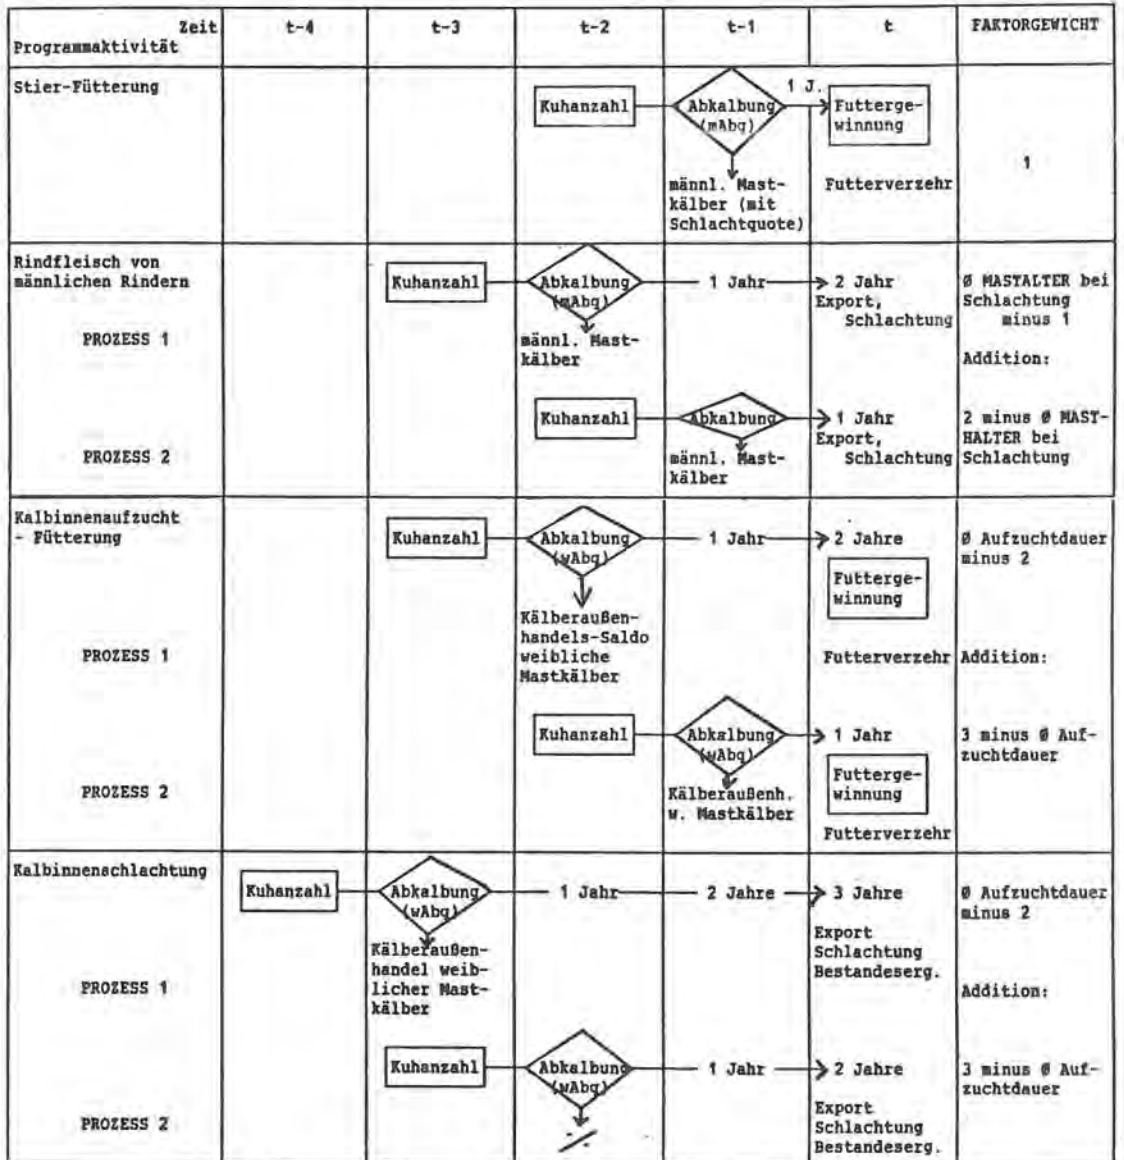 Zeit t-4 t-3 t-2 t-1 t FAKTORGEWICHT
Programmaktivität
Stier-Fütterung
1 J.
Kuhanzahl Abkalbung Futterge-
(mAbq) winnung
1
männl. Mast- Futterverzehr
kälber (mit
Schlachtquote)
Rindfleisch von
männlichen Rindern
Kuhanzahl Abkalbung 1 Jahr 2 Jahr Ø MASTALTER bei
(mAbq) Export, Schlachtung
Schlachtung minus 1
PROZESS 1
männl. Mast-
kälber
Addition:
Kuhanzahl Abkalbung 1 Jahr 2 minus Ø MAST-
Export, HALTER bei
PROZESS 2 männl. Mast- Schlachtung Schlachtung
kälber
Kalbinnenaufzucht
- Fütterung
Kuhanzahl Abkalbung 1 Jahr 2 Jahre Ø Aufzuchtdauer
(wAbq) minus 2
Futterge-
winnung
Kälberaußen-
handels-Saldo
PROZESS 1 weibliche Futterverzehr Addition:
Mastkälber
Kuhanzahl Abkalbung 1 Jahr 3 minus Ø Auf-
(wAbq) zuchtdauer
Futterge-
PROZESS 2 Kälberaußenh. winnung
w. Mastkälber
Futterverzehr
Kalbinnenschlachtung
Kuhanzahl Abkalbung 1 Jahr 2 Jahre 3 Jahre Ø Aufzuchtdauer
(wAbq) minus 2
Export
Kälberaußen- Schlachtung
handel weib- Bestandeserg.
PROZESS 1 licher Mast- Addition:
kälber
Kuhanzahl Abkalbung 1 Jahr 2 Jahre 3 minus Ø Auf-
(wAbq) zuchtdauer
Export
PROZESS 2 Schlachtung
Bestandeserg.